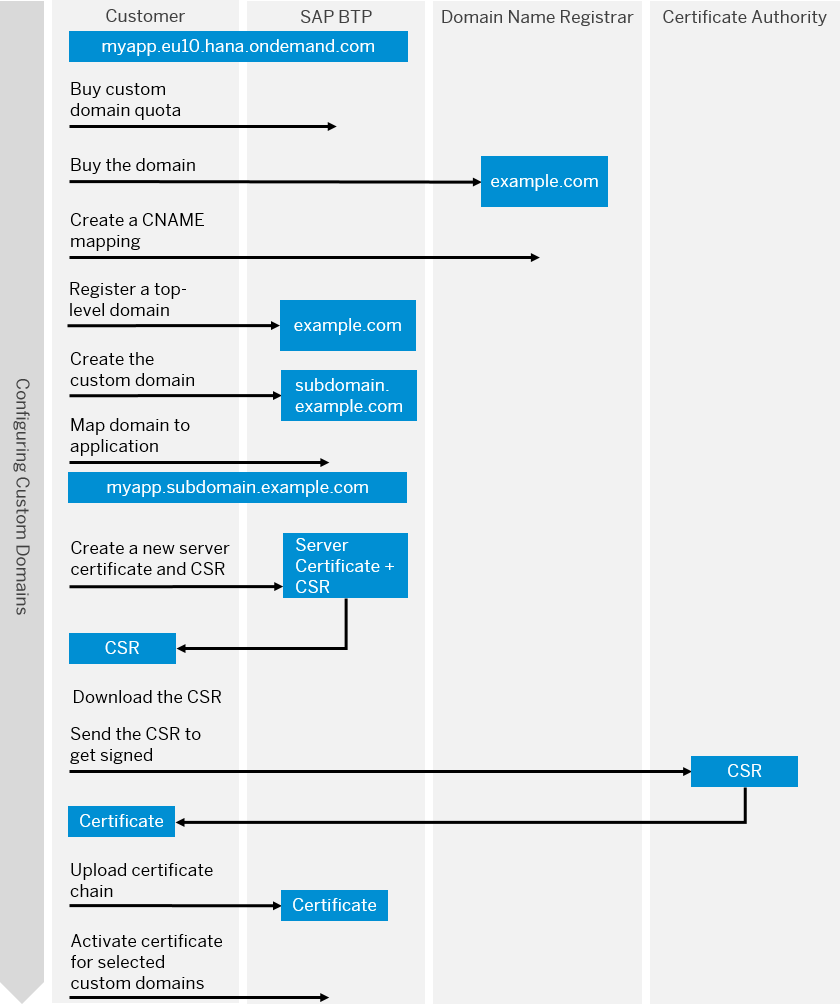 Customer
SAP BTP
Domain Name Registrar
Certificate Authority
myapp.eu10.hana.ondemand.com
Buy custom
domain quota
Buy the domain
example.com
Create a CNAME
mapping
Register a top-
level domain
example.com
Create the
custom domain
subdomain.
example.com
Map domain to
application
myapp.subdomain.example.com
Configuring Custom Domains
Create a new server
certificate and CSR
Server
Certificate +
CSR
CSR
Download the CSR
Send the CSR to
get signed
CSR
Certificate
Upload certificate
chain
Certificate
Activate certificate
for selected
custom domains